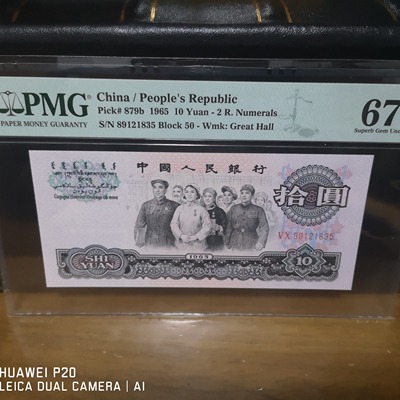 PMG
PAPER MONEY GUARANTY
China / People's Republic
Pick# 879b 1965 10 Yuan - 2 R. Numerals
S/N 89121835 Block 50 - Wmk: Great Hall
67
Superb Gem Unc
中國人民銀行
拾圓
VX 89121835
SHI
YUAN
1965
10
HUAWEI P20
LEICA DUAL CAMERA | AI